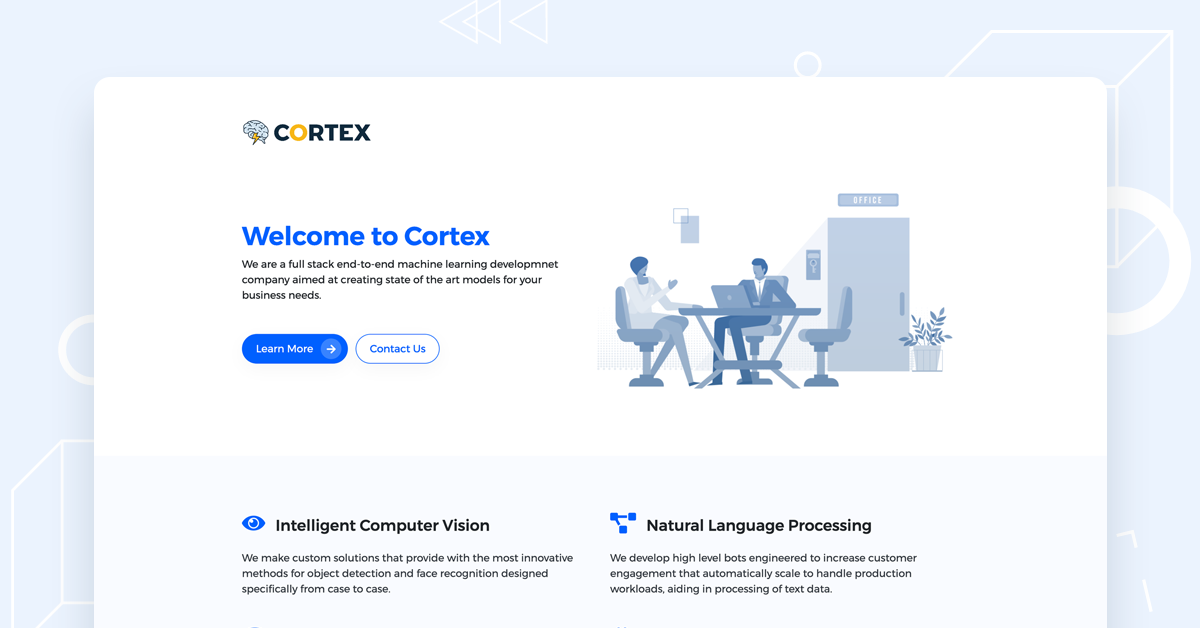 CORTEX
OFFICE
Welcome to Cortex
We are a full stack end-to-end machine learning developmnet
company aimed at creating state of the art models for your
business needs.
Learn More
Contact Us
Intelligent Computer Vision
We make custom solutions that provide with the most innovative
methods for object detection and face recognition designed
specifically from case to case.
Natural Language Processing
We develop high level bots engineered to increase customer
engagement that automatically scale to handle production
workloads, aiding in processing of text data.